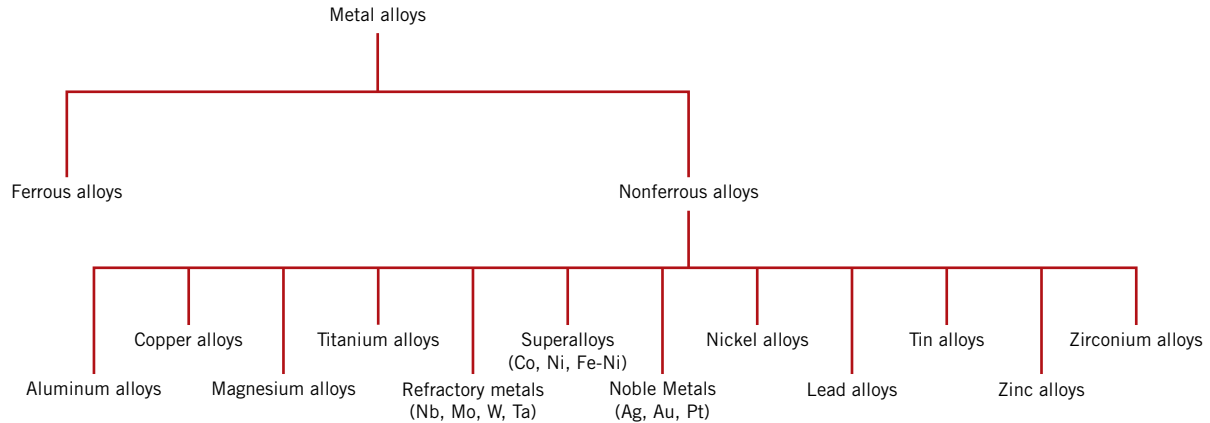 Metal alloys
Ferrous alloys
Nonferrous alloys
Copper alloys
Titanium alloys
Superalloys
(Co, Ni, Fe-Ni)
Nickel alloys
Tin alloys
Zirconium alloys
Aluminum alloys
Magnesium alloys
Refractory metals
(Nb, Mo, W, Ta)
Noble Metals
(Ag, Au, Pt)
Lead alloys
Zinc alloys